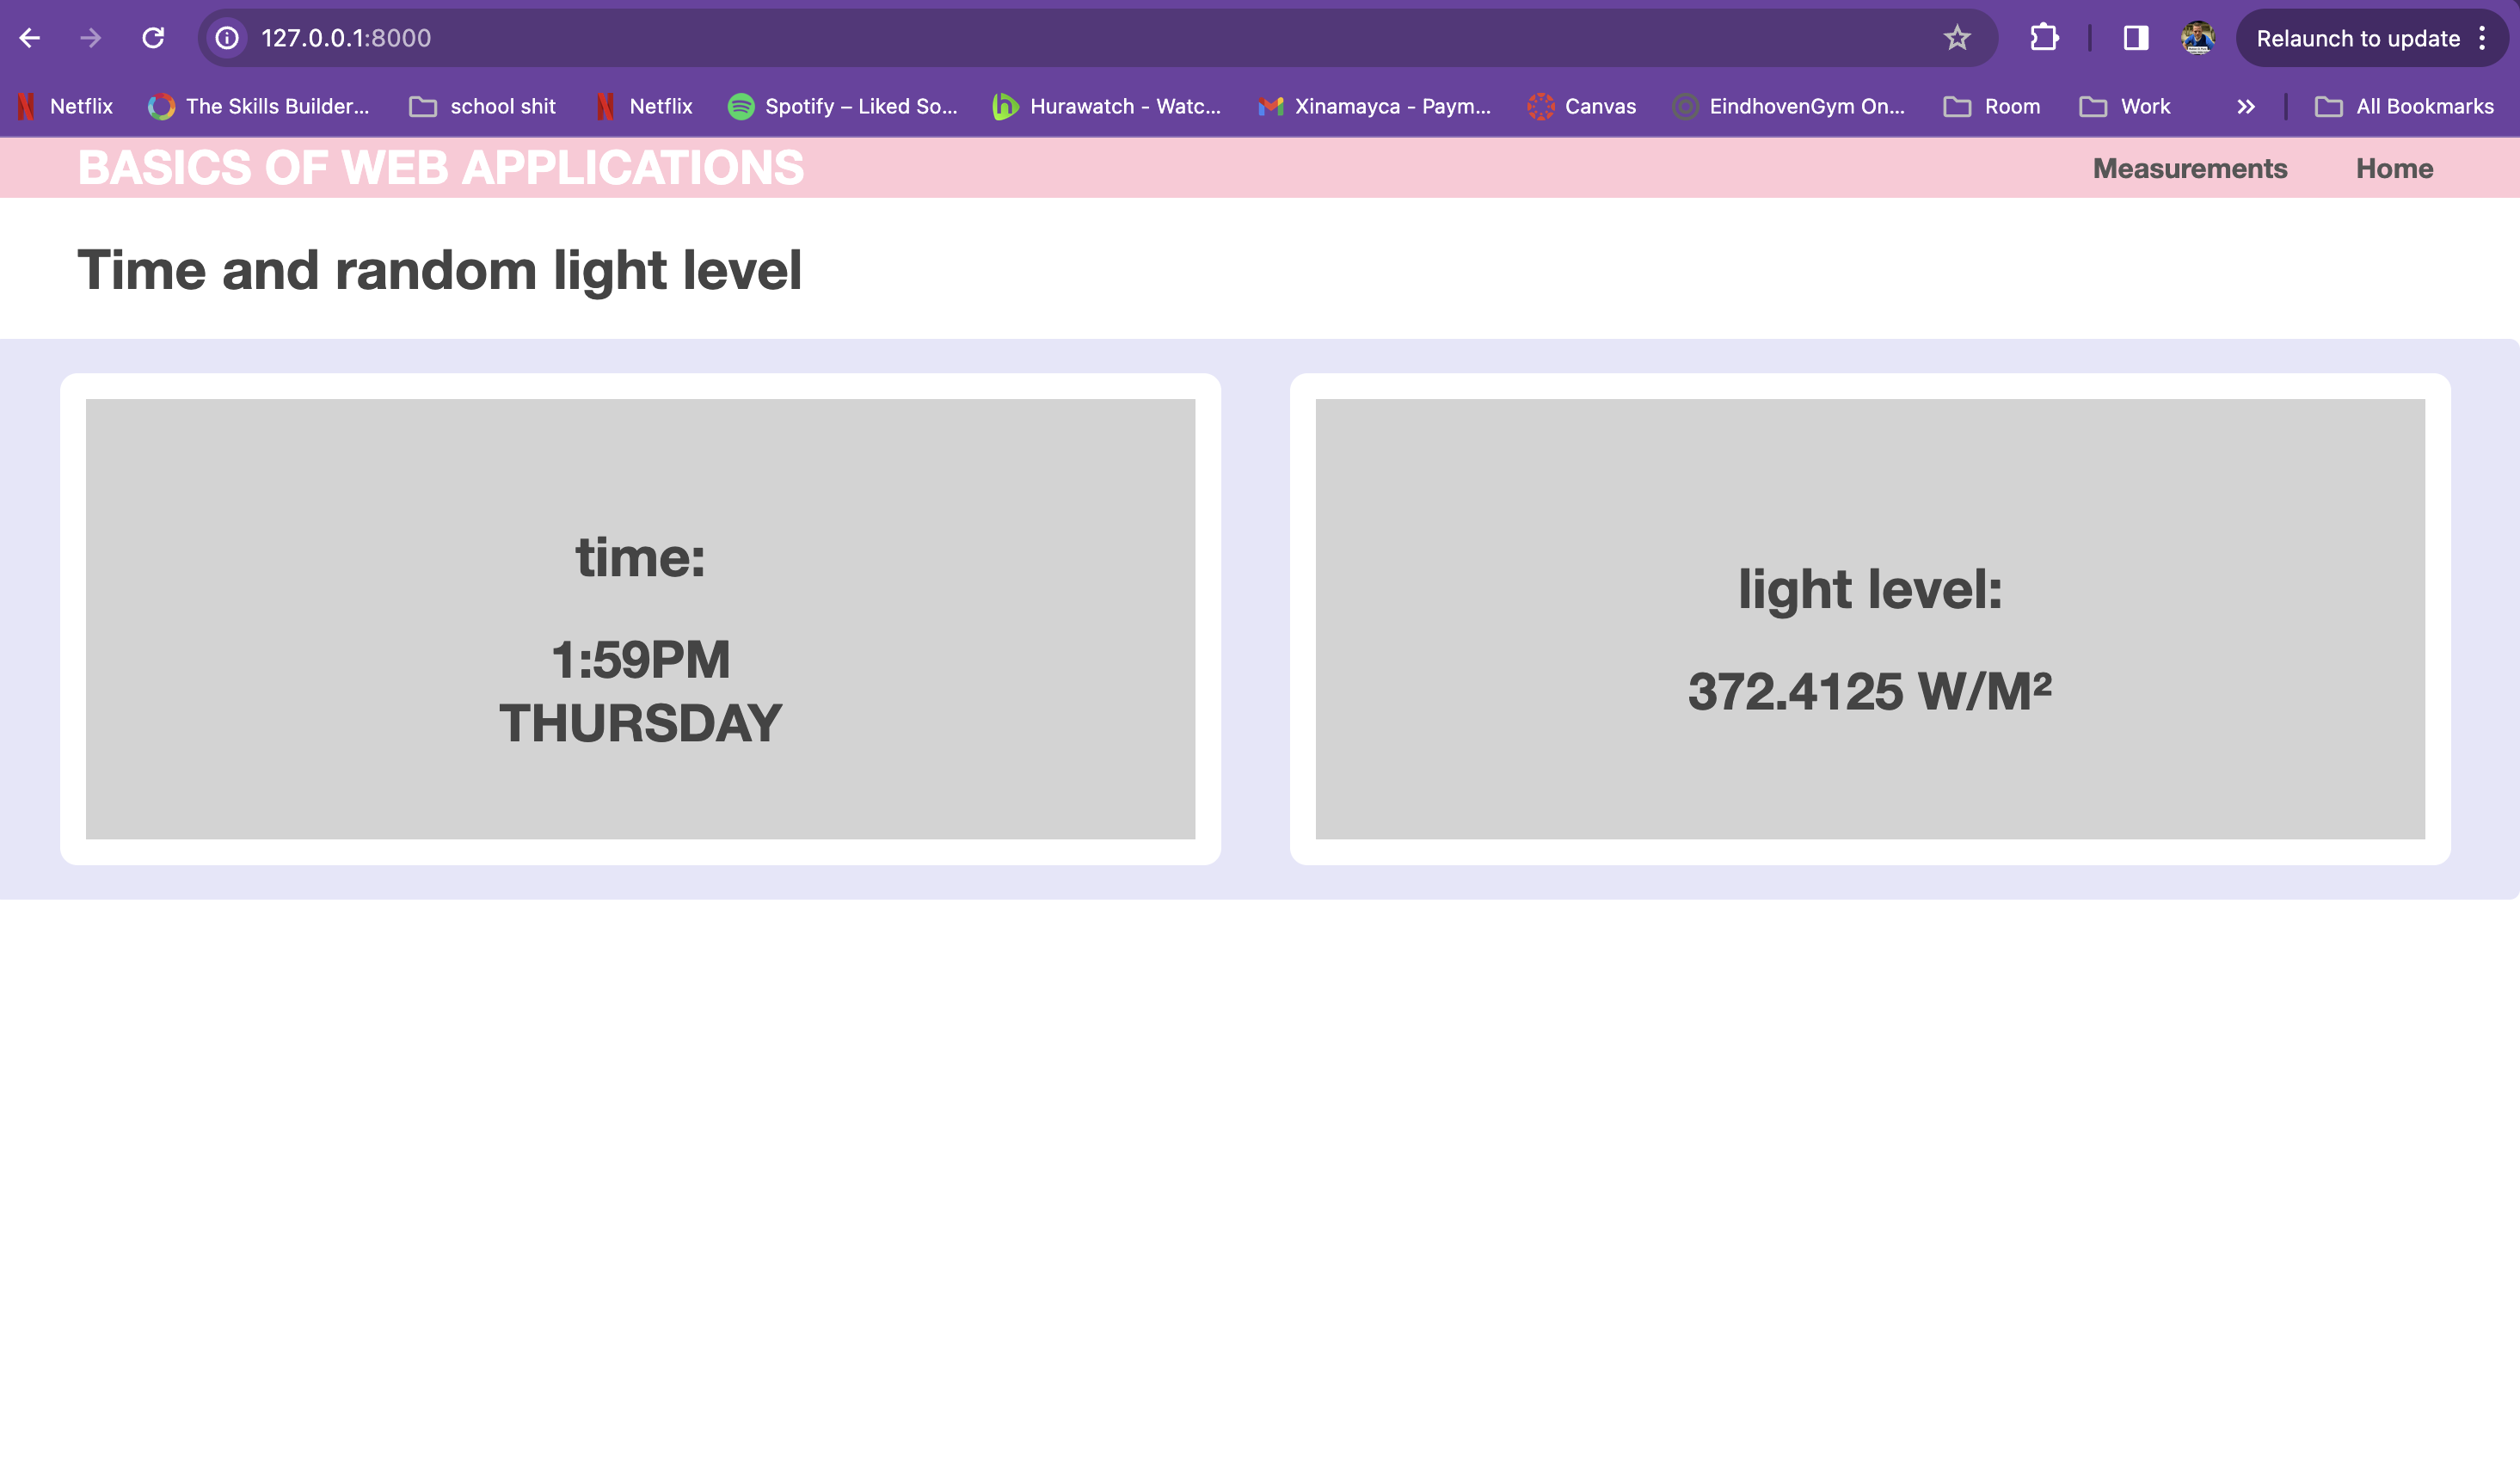 127.0.0.1:8000
Relaunch to update
Netflix The Skills Builder... school shit Netflix Spotify – Liked So... Hurawatch - Watc... Xinamayca - Paym... Canvas EindhovenGym On... Room Work All Bookmarks
BASICS OF WEB APPLICATIONS Measurements Home
Time and random light level
time:
1:59PM
THURSDAY
light level:
372.4125 W/M²